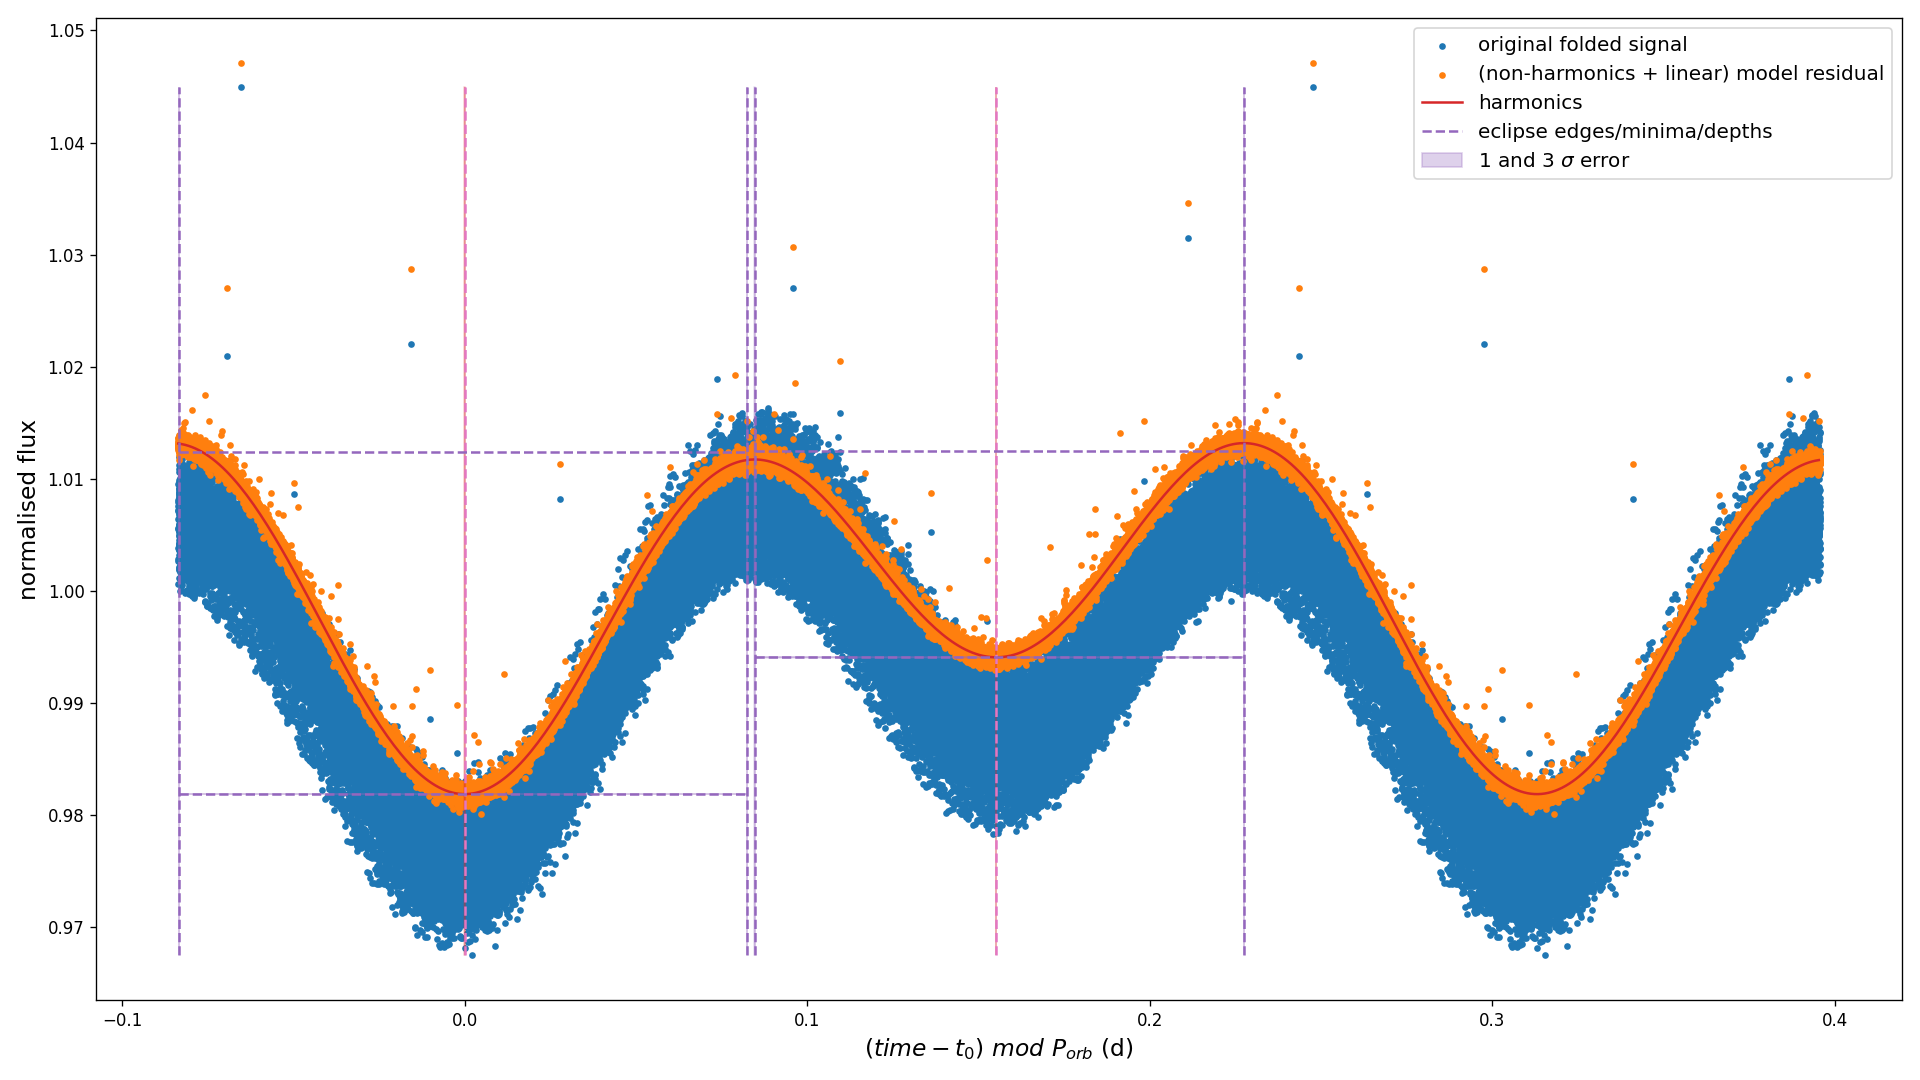 original folded signal
(non-harmonics + linear) model residual
harmonics
eclipse edges/minima/depths
1 and 3 σ error
normalised flux
1.05
1.04
1.03
1.02
1.01
1.00
0.99
0.98
0.97
−0.1
0.0
0.1
0.2
0.3
0.4
(time − t₀) mod P_orb (d)